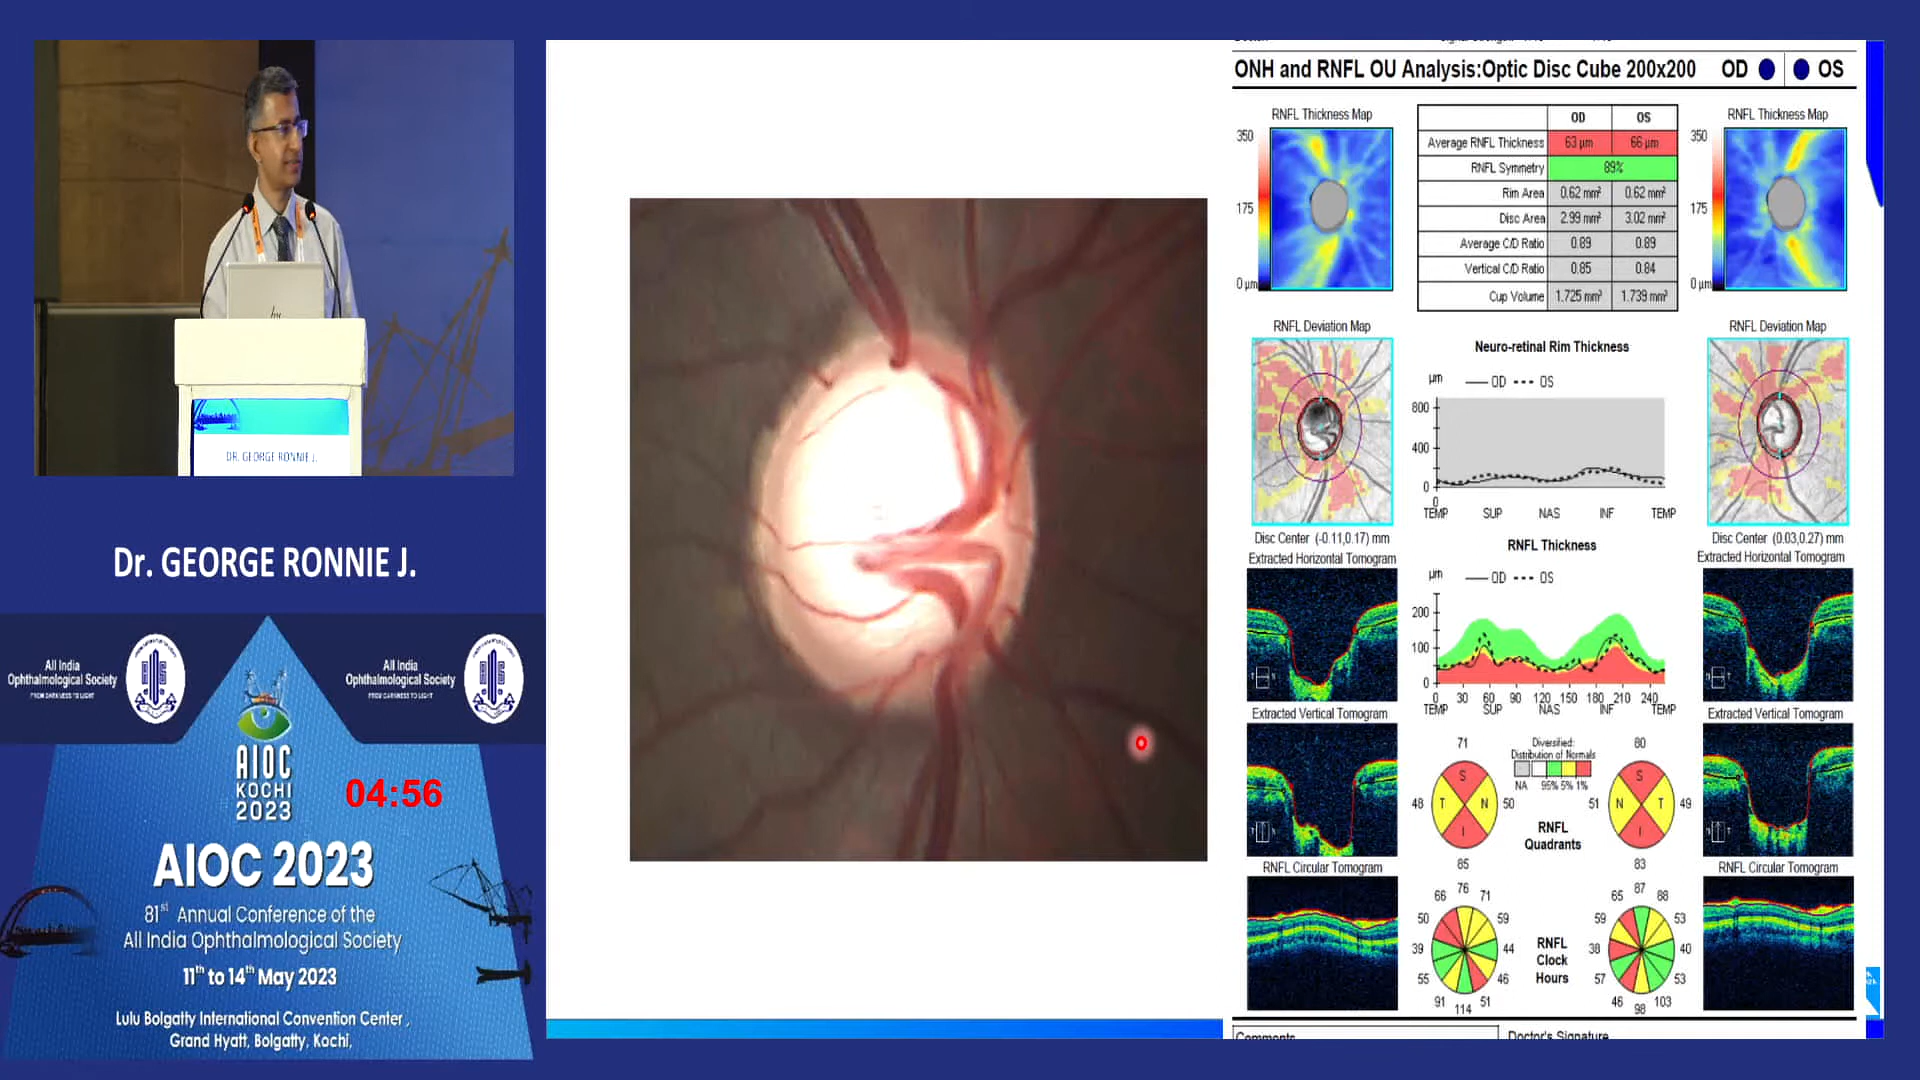 DR. GEORGE RONNIE J.
Dr. GEORGE RONNIE J.
All India
Ophthalmological Society
FROM DARKNESS TO LIGHT
All India
Ophthalmological Society
FROM DARKNESS TO LIGHT
AIOC
KOCHI
2023
04:56
AIOC 2023
81st Annual Conference of the
All India Ophthalmological Society
11th to 14th May 2023
Lulu Bolgatty International Convention Center,
Grand Hyatt, Bolgatty, Kochi,
ONH and RNFL OU Analysis:Optic Disc Cube 200x200 OD OS
RNFL Thickness Map
350
175
0 µm
OD OS
Average RNFL Thickness 63 µm 66 µm
RNFL Symmetry 89%
Rim Area 0.62 mm² 0.62 mm²
Disc Area 2.99 mm² 3.02 mm²
Average C/D Ratio 0.89 0.89
Vertical C/D Ratio 0.85 0.84
Cup Volume 1.725 mm³ 1.739 mm³
RNFL Thickness Map
350
175
0 µm
RNFL Deviation Map
Disc Center (-0.11,0.17) mm
Extracted Horizontal Tomogram
Extracted Vertical Tomogram
RNFL Circular Tomogram
Neuro-retinal Rim Thickness
µm OD OS
800
400
0
0
TEMP SUP NAS INF TEMP
RNFL Thickness
µm OD OS
200
100
0
0 30 60 90 120 150 180 210 240
TEMP SUP NAS INF TEMP
Diversified:
Distribution of Normals
NA 95% 5% 1%
71
48 T S N I 50
85
80
51 N S T I 49
83
RNFL
Quadrants
76
66 71
50 59
39 44
55 46
91 51
114
87
65 88
59 53
38 40
57 53
46 103
98
RNFL
Clock
Hours
RNFL Deviation Map
Disc Center (0.03,0.27) mm
Extracted Horizontal Tomogram
Extracted Vertical Tomogram
RNFL Circular Tomogram
Comments
Doctor's Signature